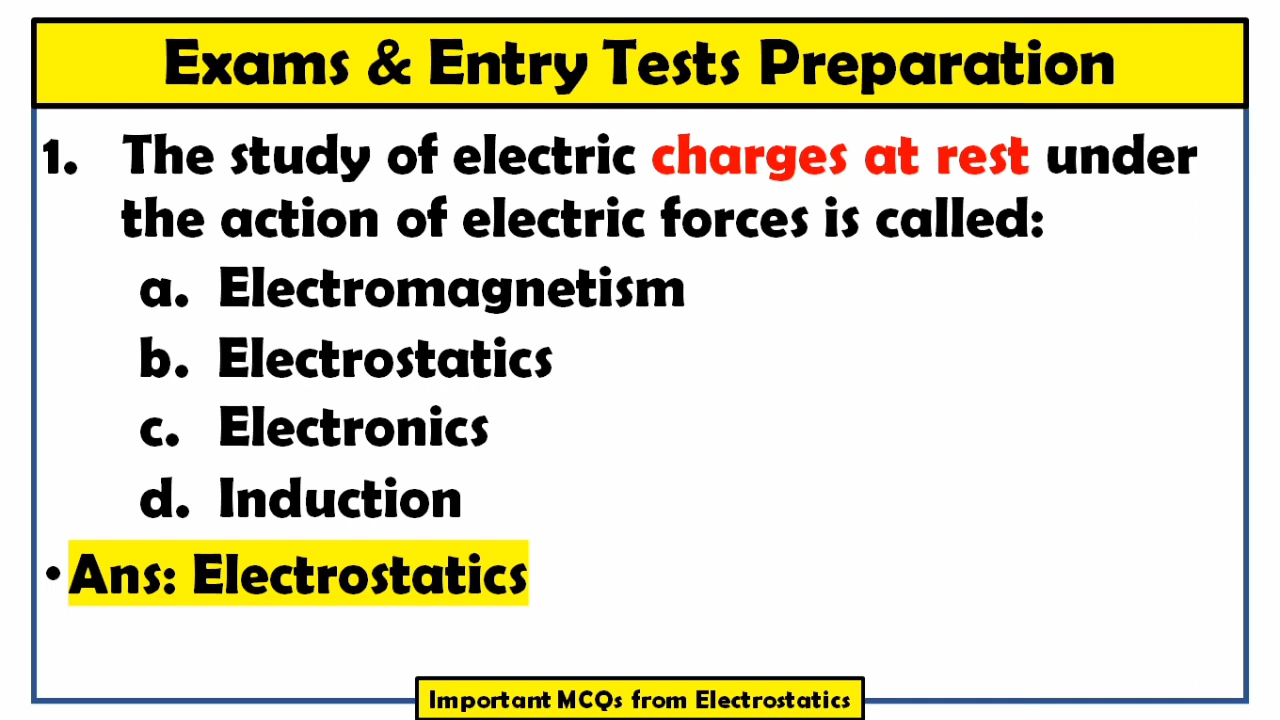 Exams & Entry Tests Preparation
1. The study of electric charges at rest under
the action of electric forces is called:
a. Electromagnetism
b. Electrostatics
c. Electronics
d. Induction
• Ans: Electrostatics
Important MCQs from Electrostatics